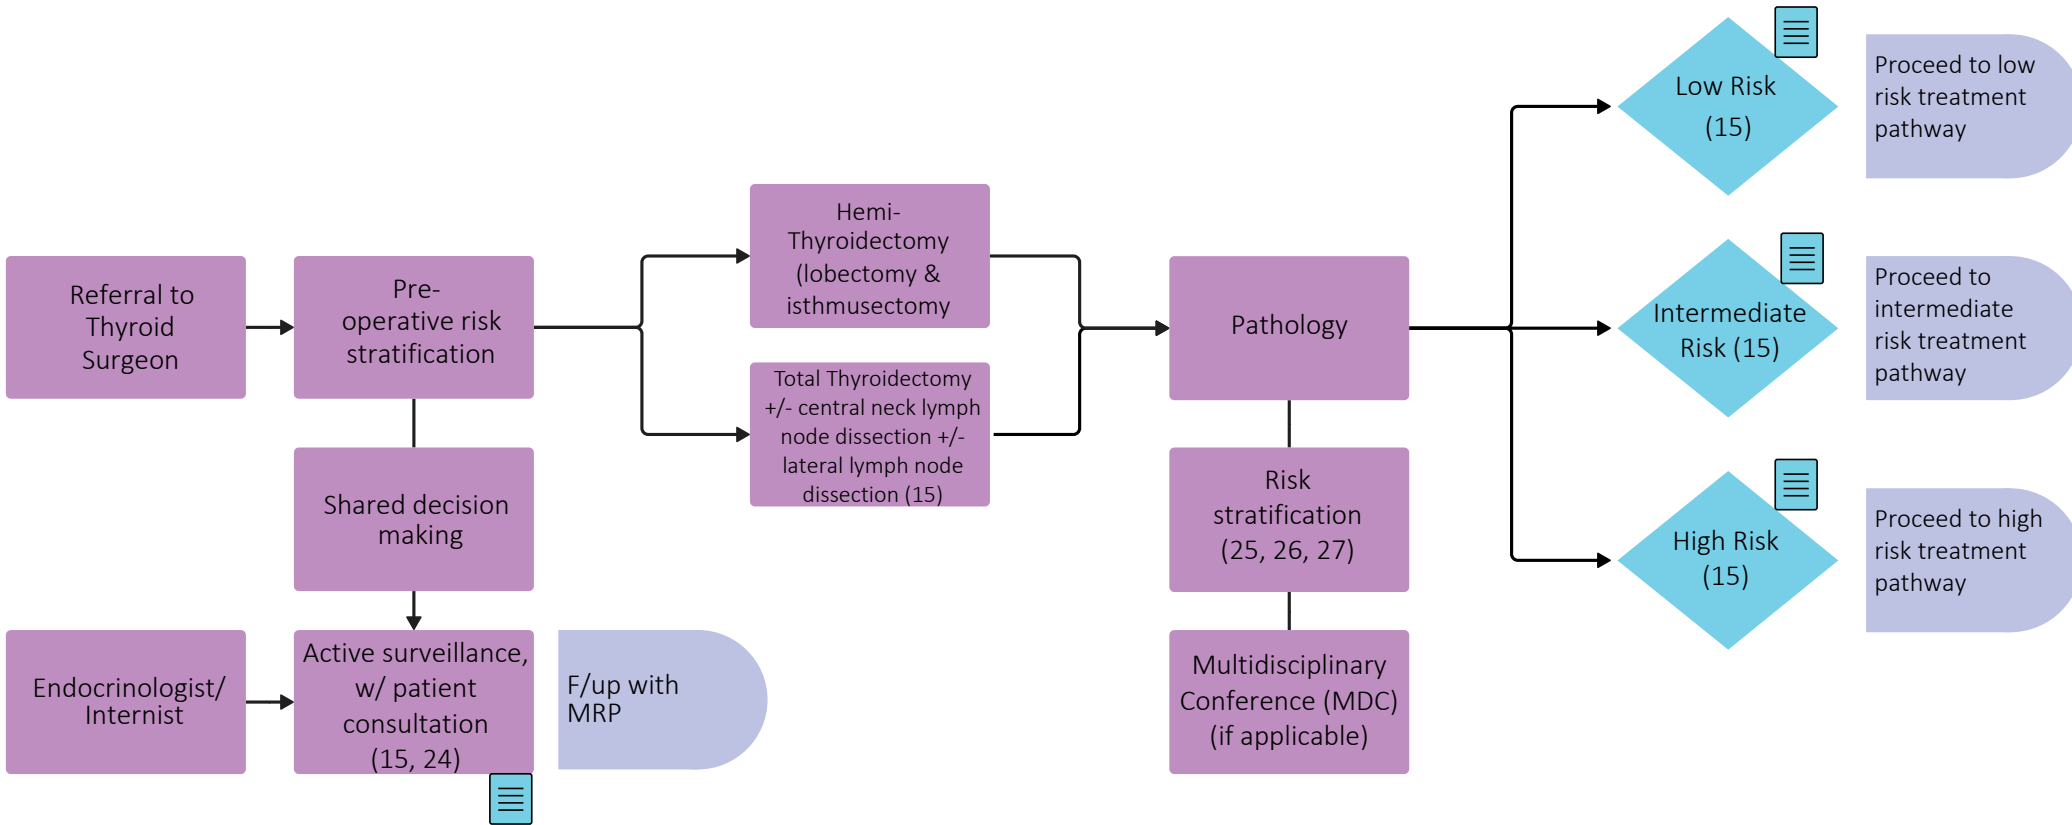 Referral to
Thyroid
Surgeon
Pre-
operative risk
stratification
Shared decision
making
Endocrinologist/
Internist
Active surveillance,
w/ patient
consultation
(15, 24)
F/up with
MRP
Hemi-
Thyroidectomy
(lobectomy &
isthmusectomy
Total Thyroidectomy
+/- central neck lymph
node dissection +/-
lateral lymph node
dissection (15)
Pathology
Risk
stratification
(25, 26, 27)
Multidisciplinary
Conference (MDC)
(if applicable)
Low Risk
(15)
Proceed to low
risk treatment
pathway
Intermediate
Risk (15)
Proceed to
intermediate
risk treatment
pathway
High Risk
(15)
Proceed to high
risk treatment
pathway